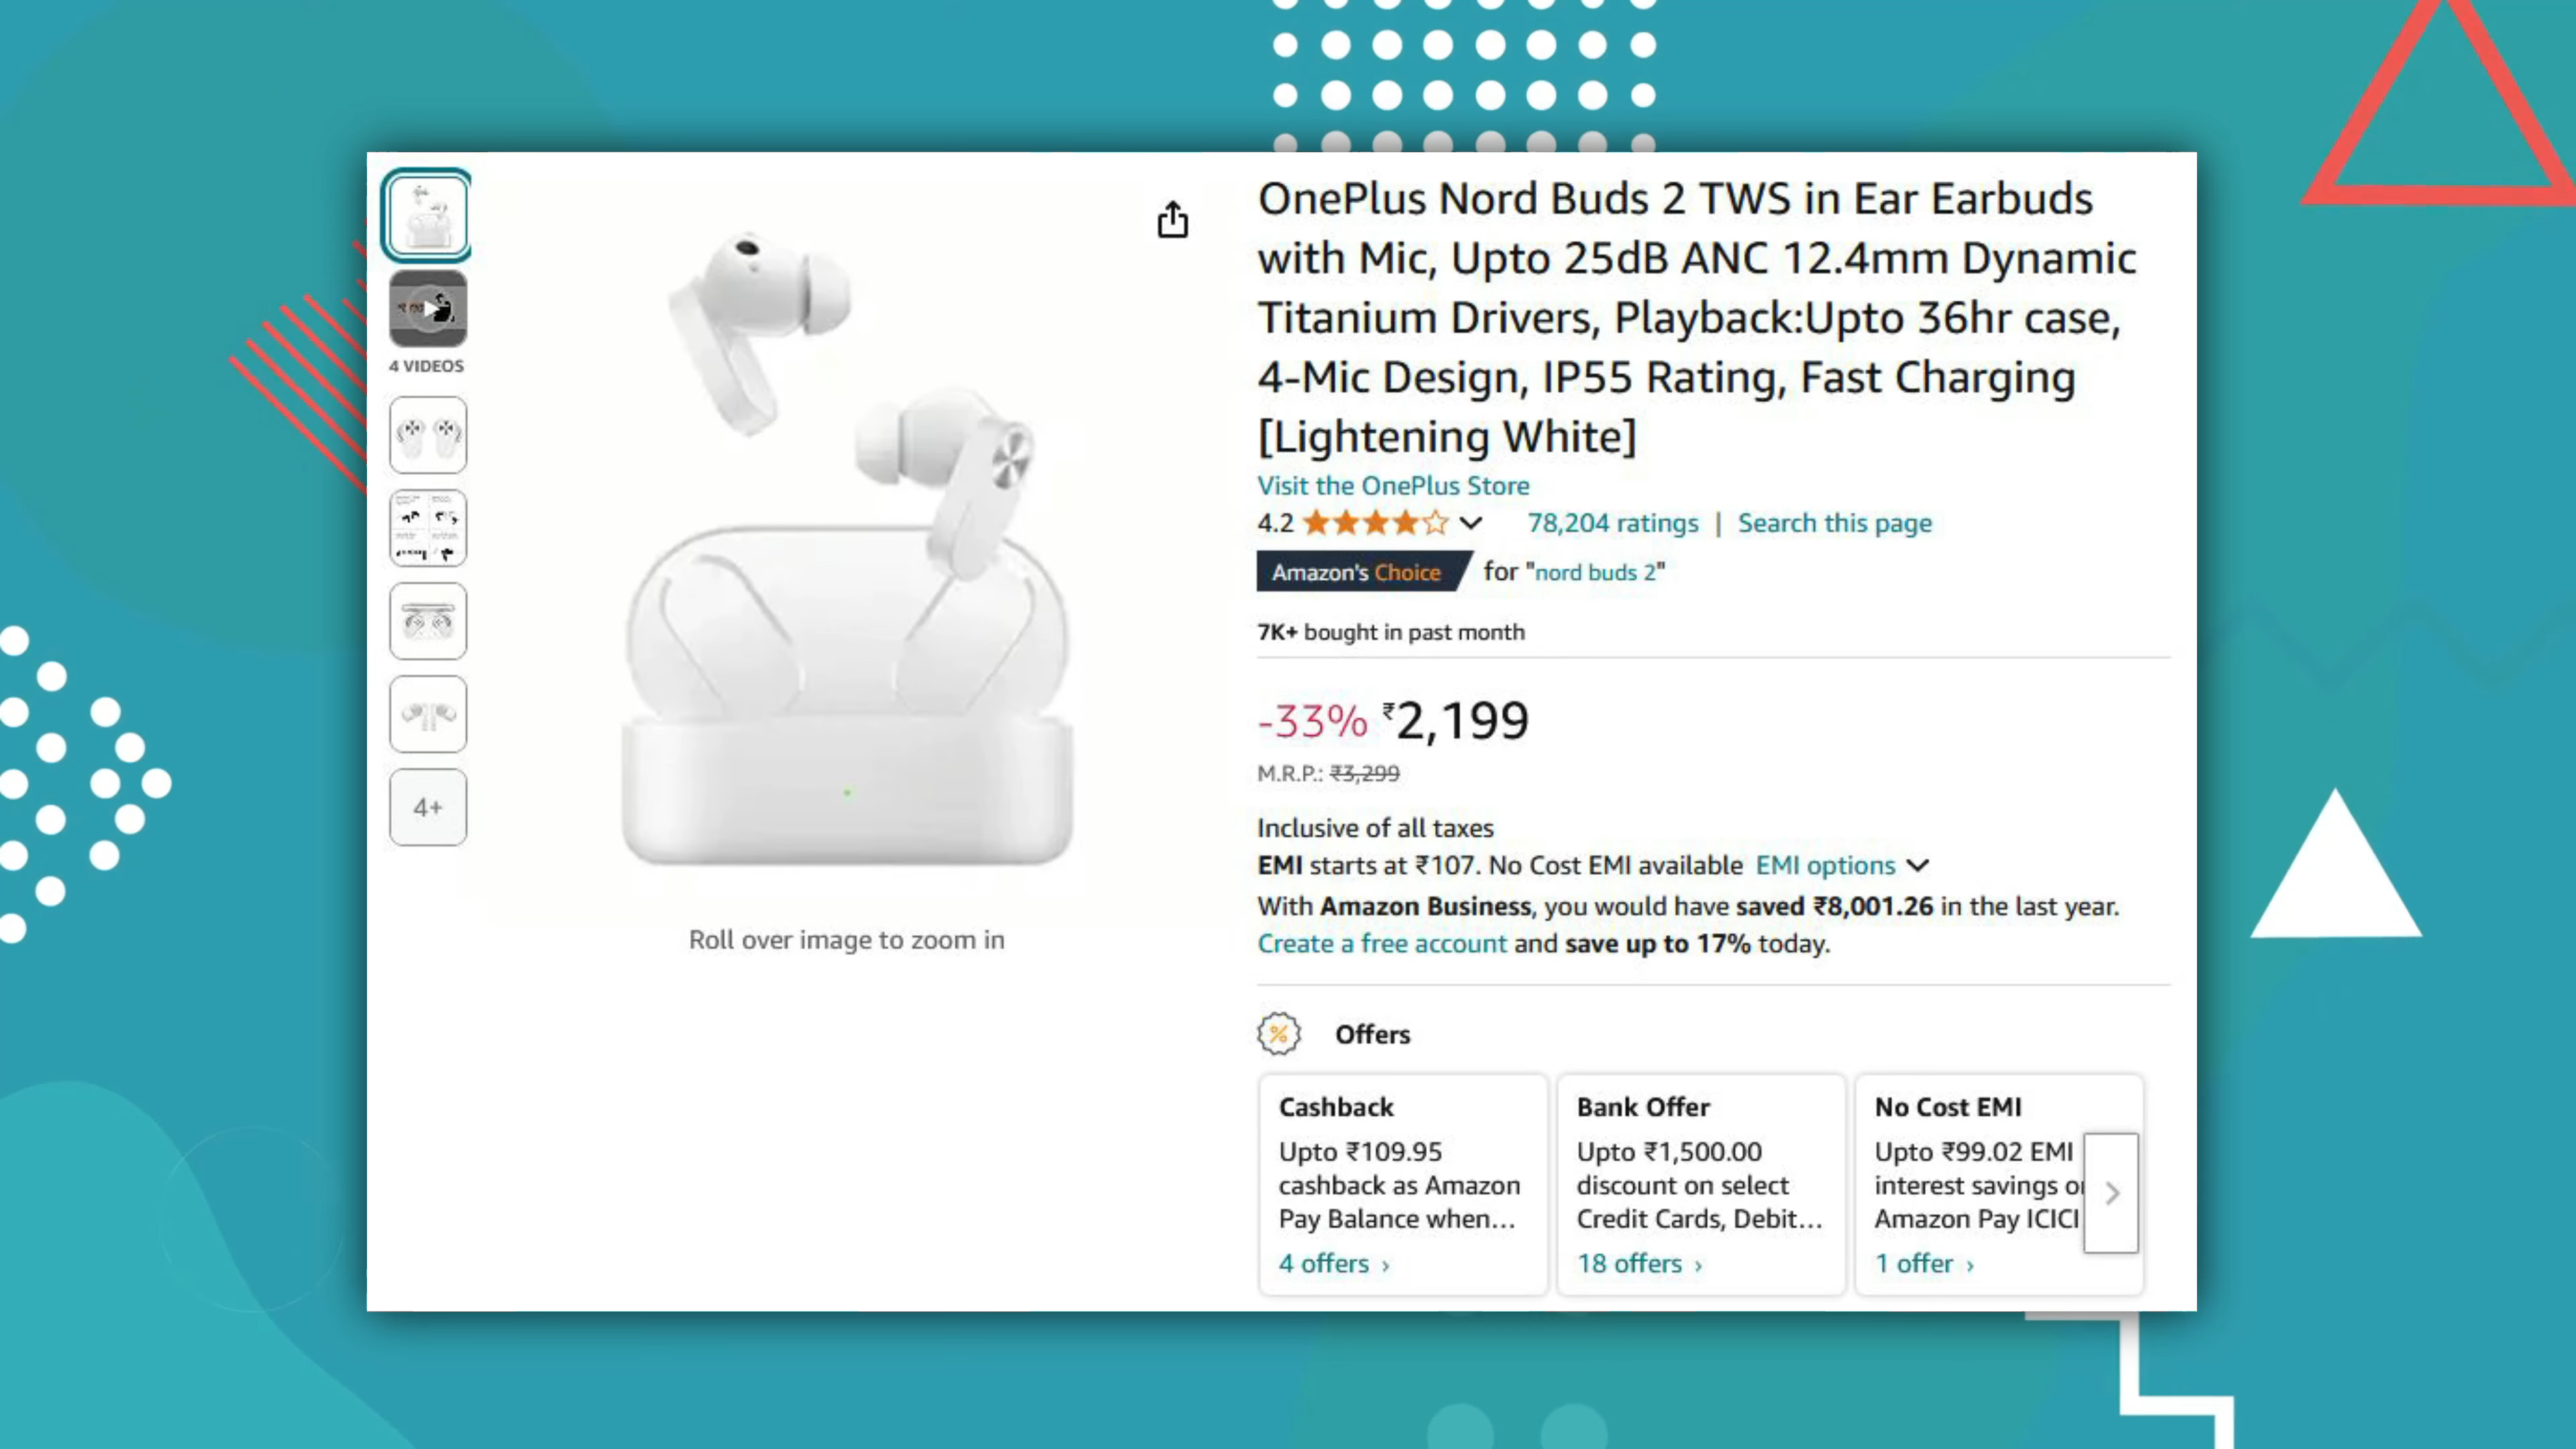 OnePlus Nord Buds 2 TWS in Ear Earbuds
with Mic, Upto 25dB ANC 12.4mm Dynamic
Titanium Drivers, Playback:Upto 36hr case,
4-Mic Design, IP55 Rating, Fast Charging
[Lightening White]
Visit the OnePlus Store
4.2 78,204 ratings | Search this page
Amazon's Choice for "nord buds 2"
7K+ bought in past month
-33% ₹2,199
M.R.P.: ₹3,299
Inclusive of all taxes
EMI starts at ₹107. No Cost EMI available EMI options
With Amazon Business, you would have saved ₹8,001.26 in the last year.
Create a free account and save up to 17% today.
4 VIDEOS
4+
Roll over image to zoom in
% Offers
Cashback
Upto ₹109.95
cashback as Amazon
Pay Balance when...
4 offers ›
Bank Offer
Upto ₹1,500.00
discount on select
Credit Cards, Debit...
18 offers ›
No Cost EMI
Upto ₹99.02 EMI
interest savings
Amazon Pay ICICI
1 offer ›